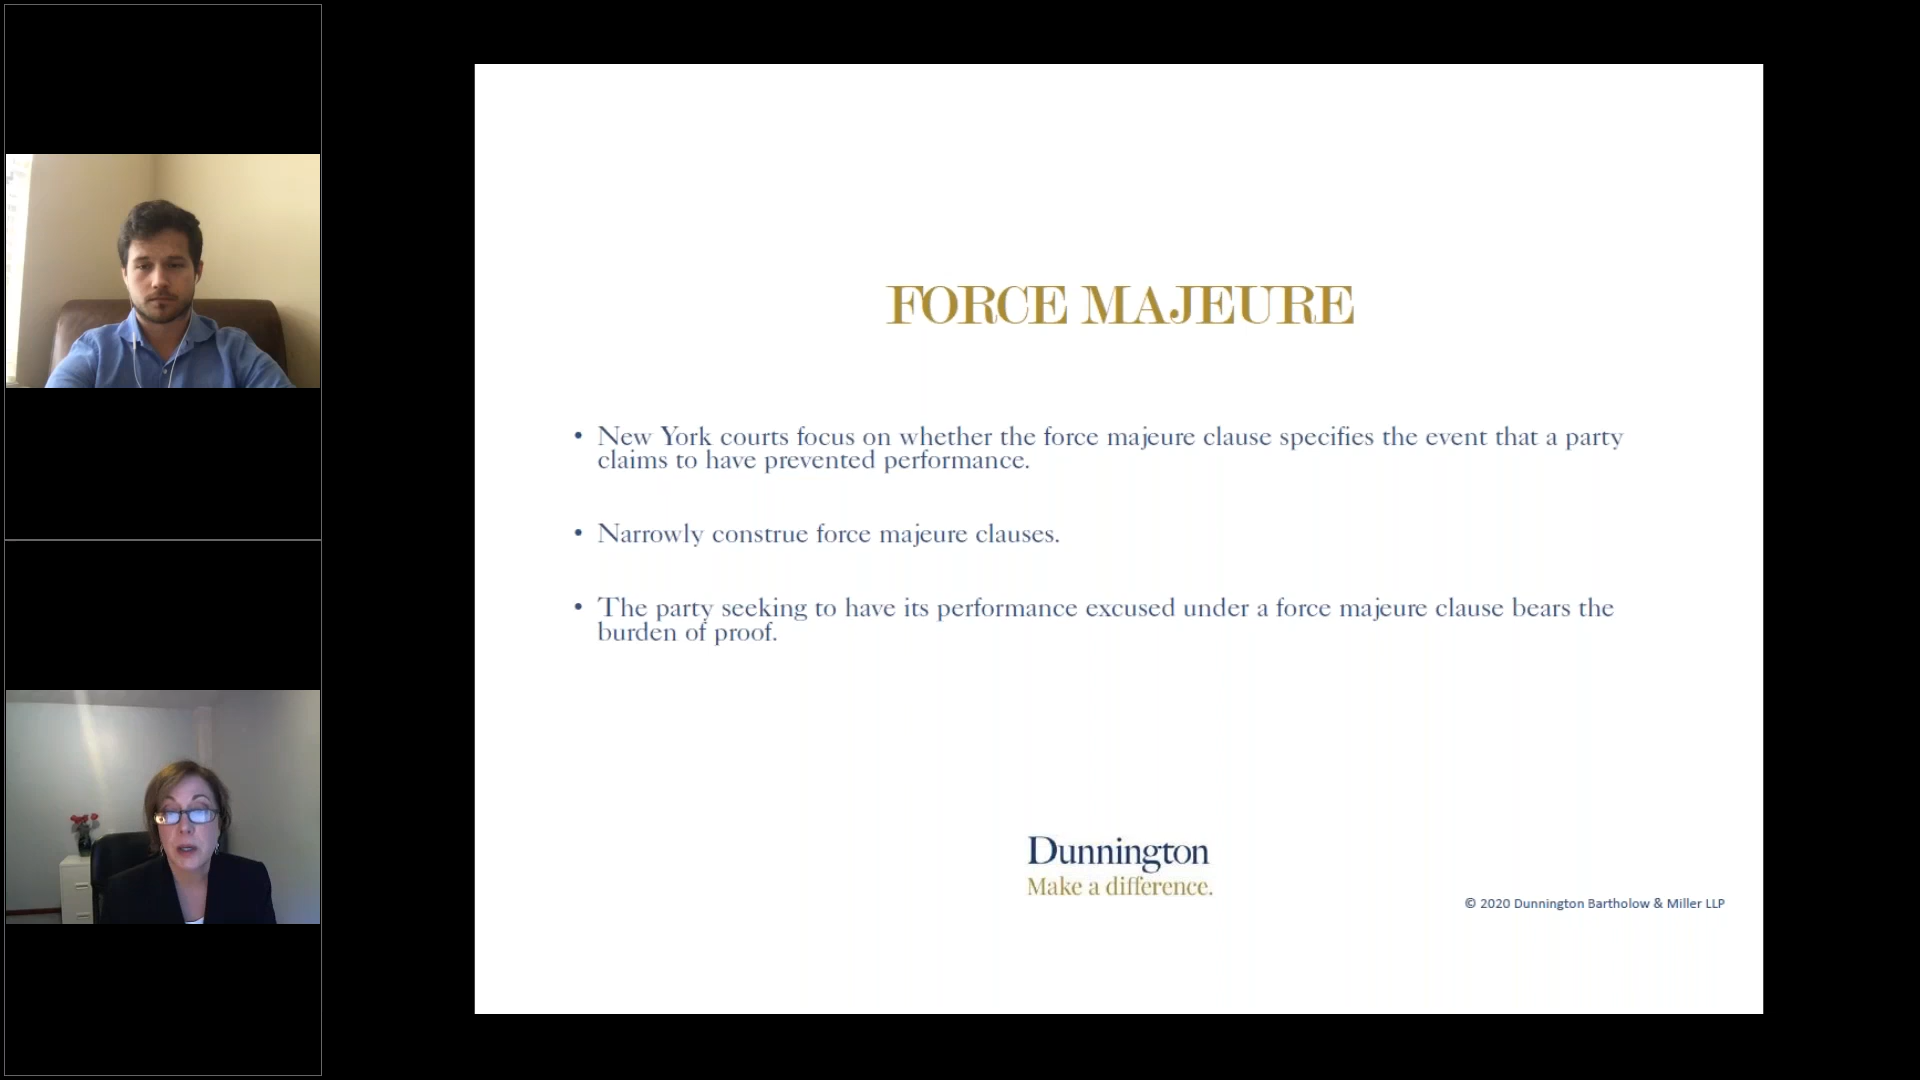 FORCE MAJEURE
• New York courts focus on whether the force majeure clause specifies the event that a party
claims to have prevented performance.
• Narrowly construe force majeure clauses.
• The party seeking to have its performance excused under a force majeure clause bears the
burden of proof.
Dunnington
Make a difference.
© 2020 Dunnington Bartholow & Miller LLP